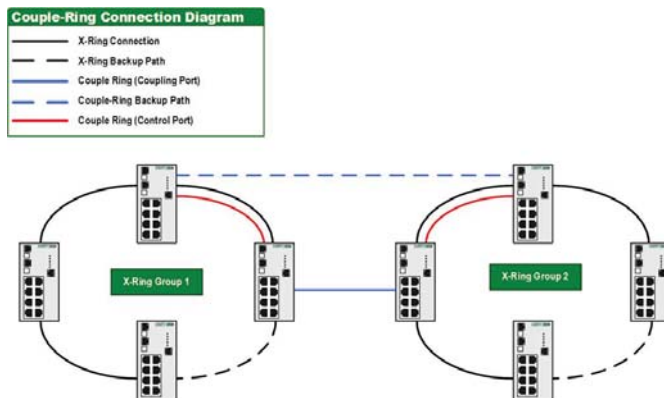 Couple-Ring Connection Diagram
X-Ring Connection
X-Ring Backup Path
Couple Ring (Coupling Port)
Couple-Ring Backup Path
Couple Ring (Control Port)
X-Ring Group 1
X-Ring Group 2